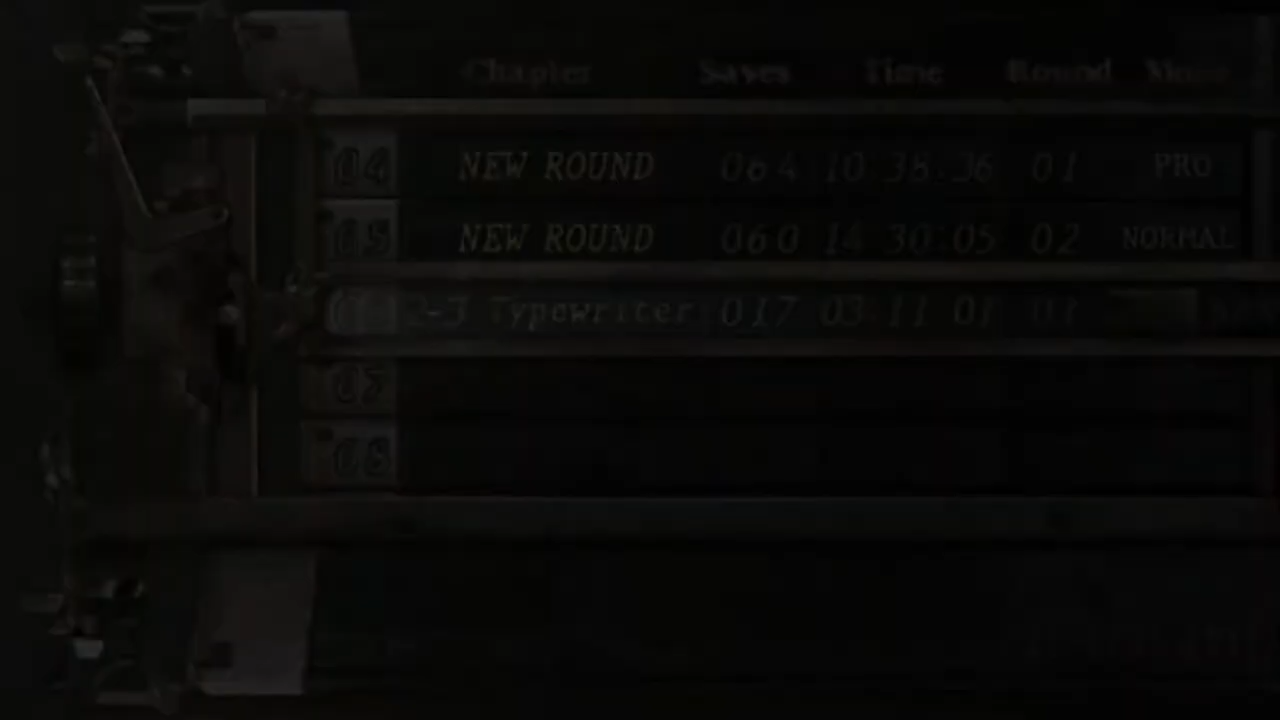 Chapter Saves Time Round Mode
04 NEW ROUND 064 10:38:36 01 PRO
05 NEW ROUND 060 14:30:05 02 NORMAL
2-3 Typewriter 017 03:11:01
07
08